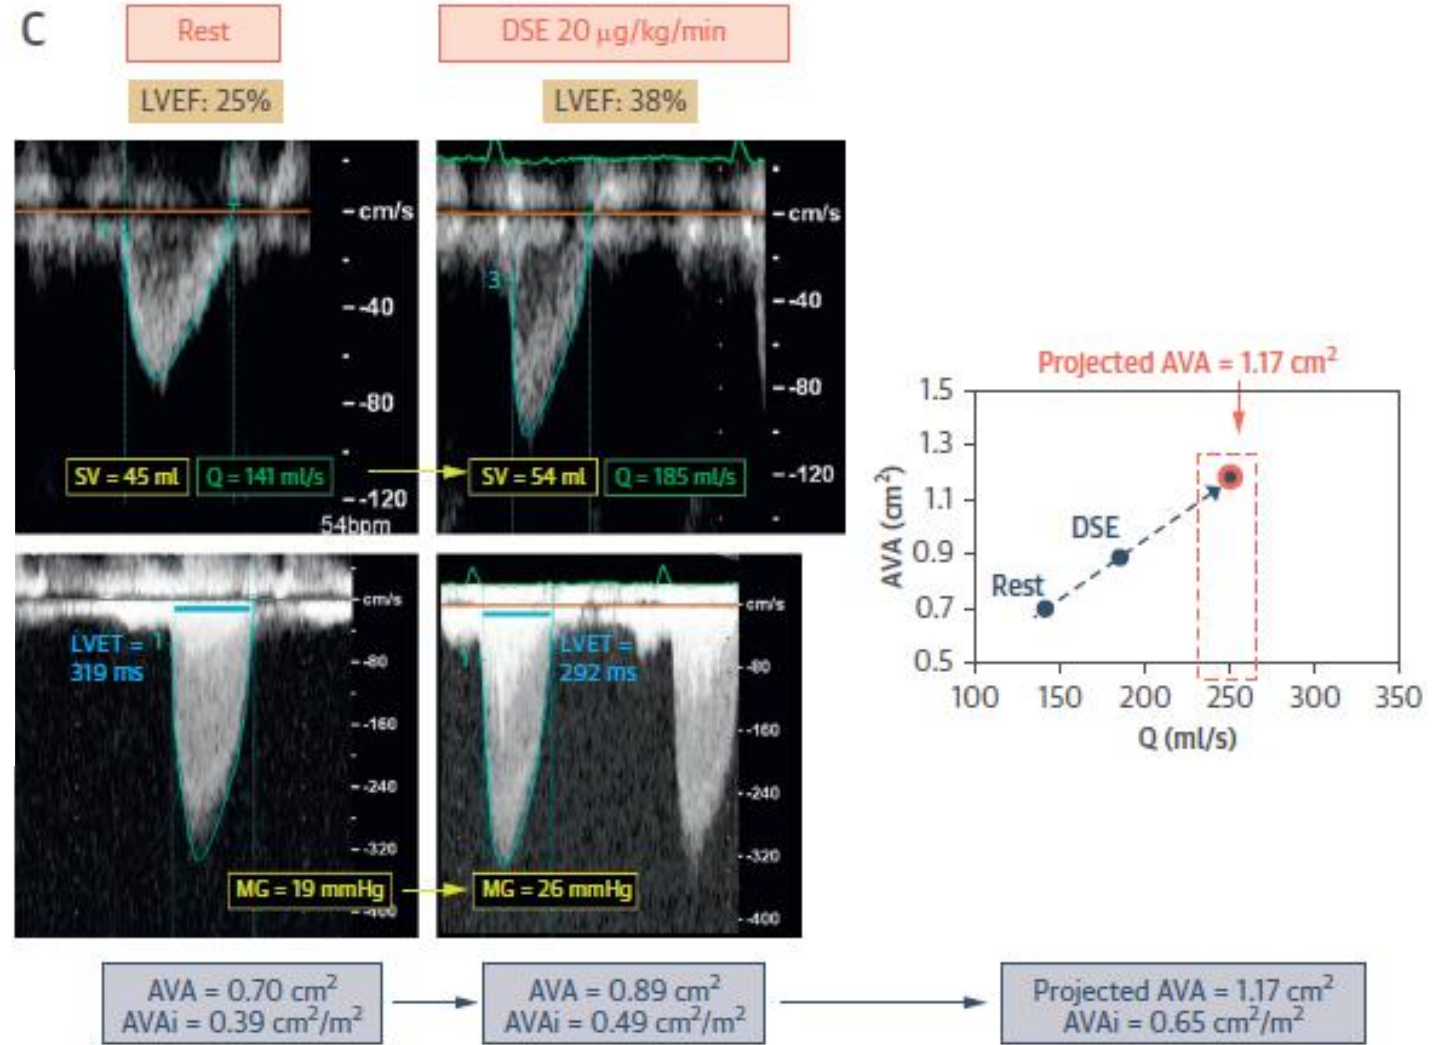 C
Rest
DSE 20 µg/kg/min
LVEF: 25%
LVEF: 38%
cm/s
-40
-80
-120
54bpm
SV = 45 ml
Q = 141 ml/s
3
cm/s
-40
-80
-120
SV = 54 ml
Q = 185 ml/s
LVET =
319 ms
1
cm/s
-80
-160
-240
-320
-400
MG = 19 mmHg
LVET =
292 ms
cm/s
-80
-160
-240
-320
-400
MG = 26 mmHg
Projected AVA = 1.17 cm²
AVA (cm²)
1.5
1.3
1.1
0.9
0.7
0.5
DSE
Rest
100 150 200 250 300 350
Q (ml/s)
AVA = 0.70 cm²
AVAi = 0.39 cm²/m²
AVA = 0.89 cm²
AVAi = 0.49 cm²/m²
Projected AVA = 1.17 cm²
AVAi = 0.65 cm²/m²